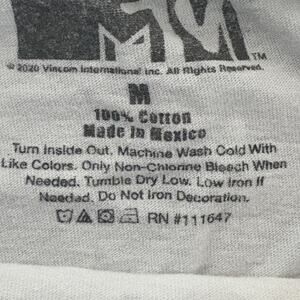 MTV TM
© 2020 Viacom International Inc. All Rights Reserved.
M
100% Cotton
Made In Mexico
Turn Inside Out. Machine Wash Cold With
Like Colors. Only Non-Chlorine Bleach When
Needed. Tumble Dry Low. Low Iron If
Needed. Do Not Iron Decoration.
RN #111647